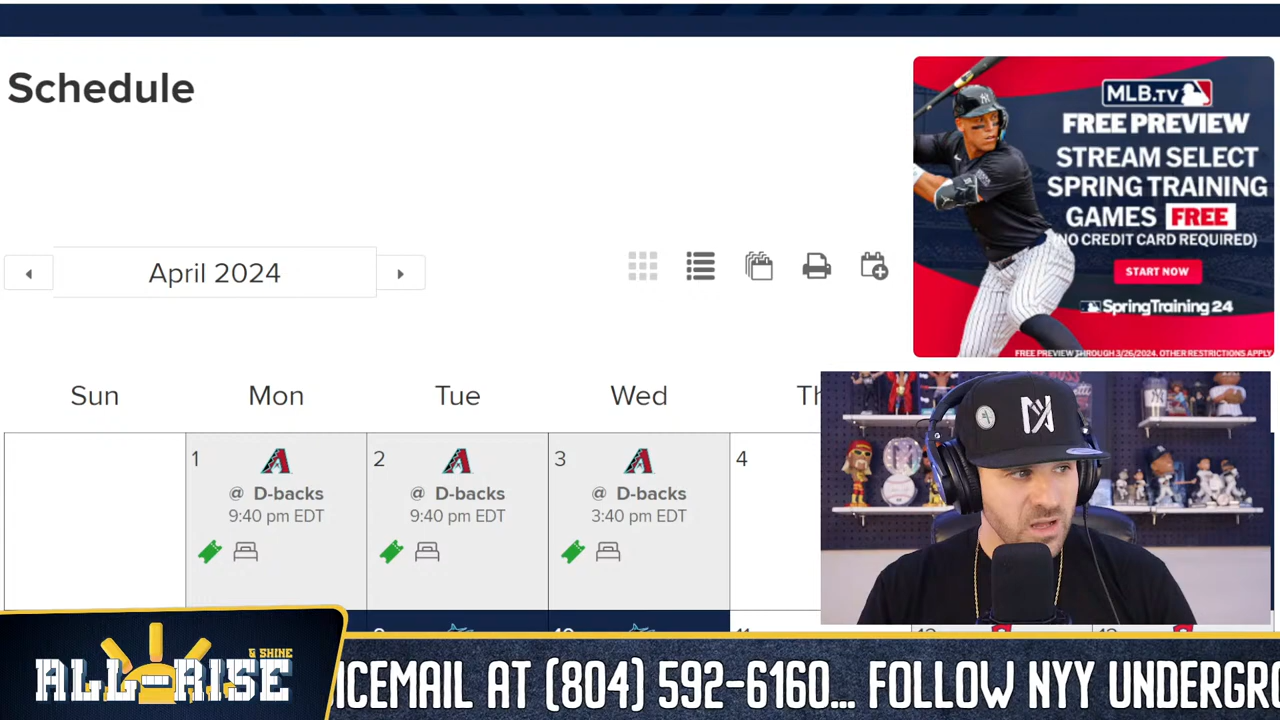 Schedule
MLB.TV
FREE PREVIEW
STREAM SELECT
SPRING TRAINING
GAMES FREE
(NO CREDIT CARD REQUIRED)
START NOW
SpringTraining 24
FREE PREVIEW THROUGH 3/26/2024. OTHER RESTRICTIONS APPLY
April 2024
Sun Mon Tue Wed Th
1 2 3 4
@ D-backs @ D-backs @ D-backs
9:40 pm EDT 9:40 pm EDT 3:40 pm EDT
& SHINE
ALL-RISE
ICEMAIL AT (804) 592-6160... FOLLOW NYY UNDERGR